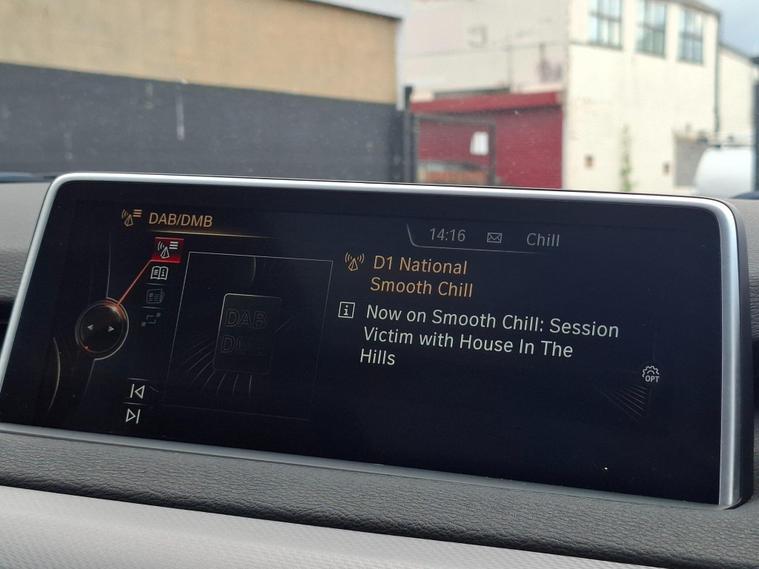 DAB/DMB
14:16
Chill
D1 National
Smooth Chill
Now on Smooth Chill: Session
Victim with House In The
Hills
DAB
OPT